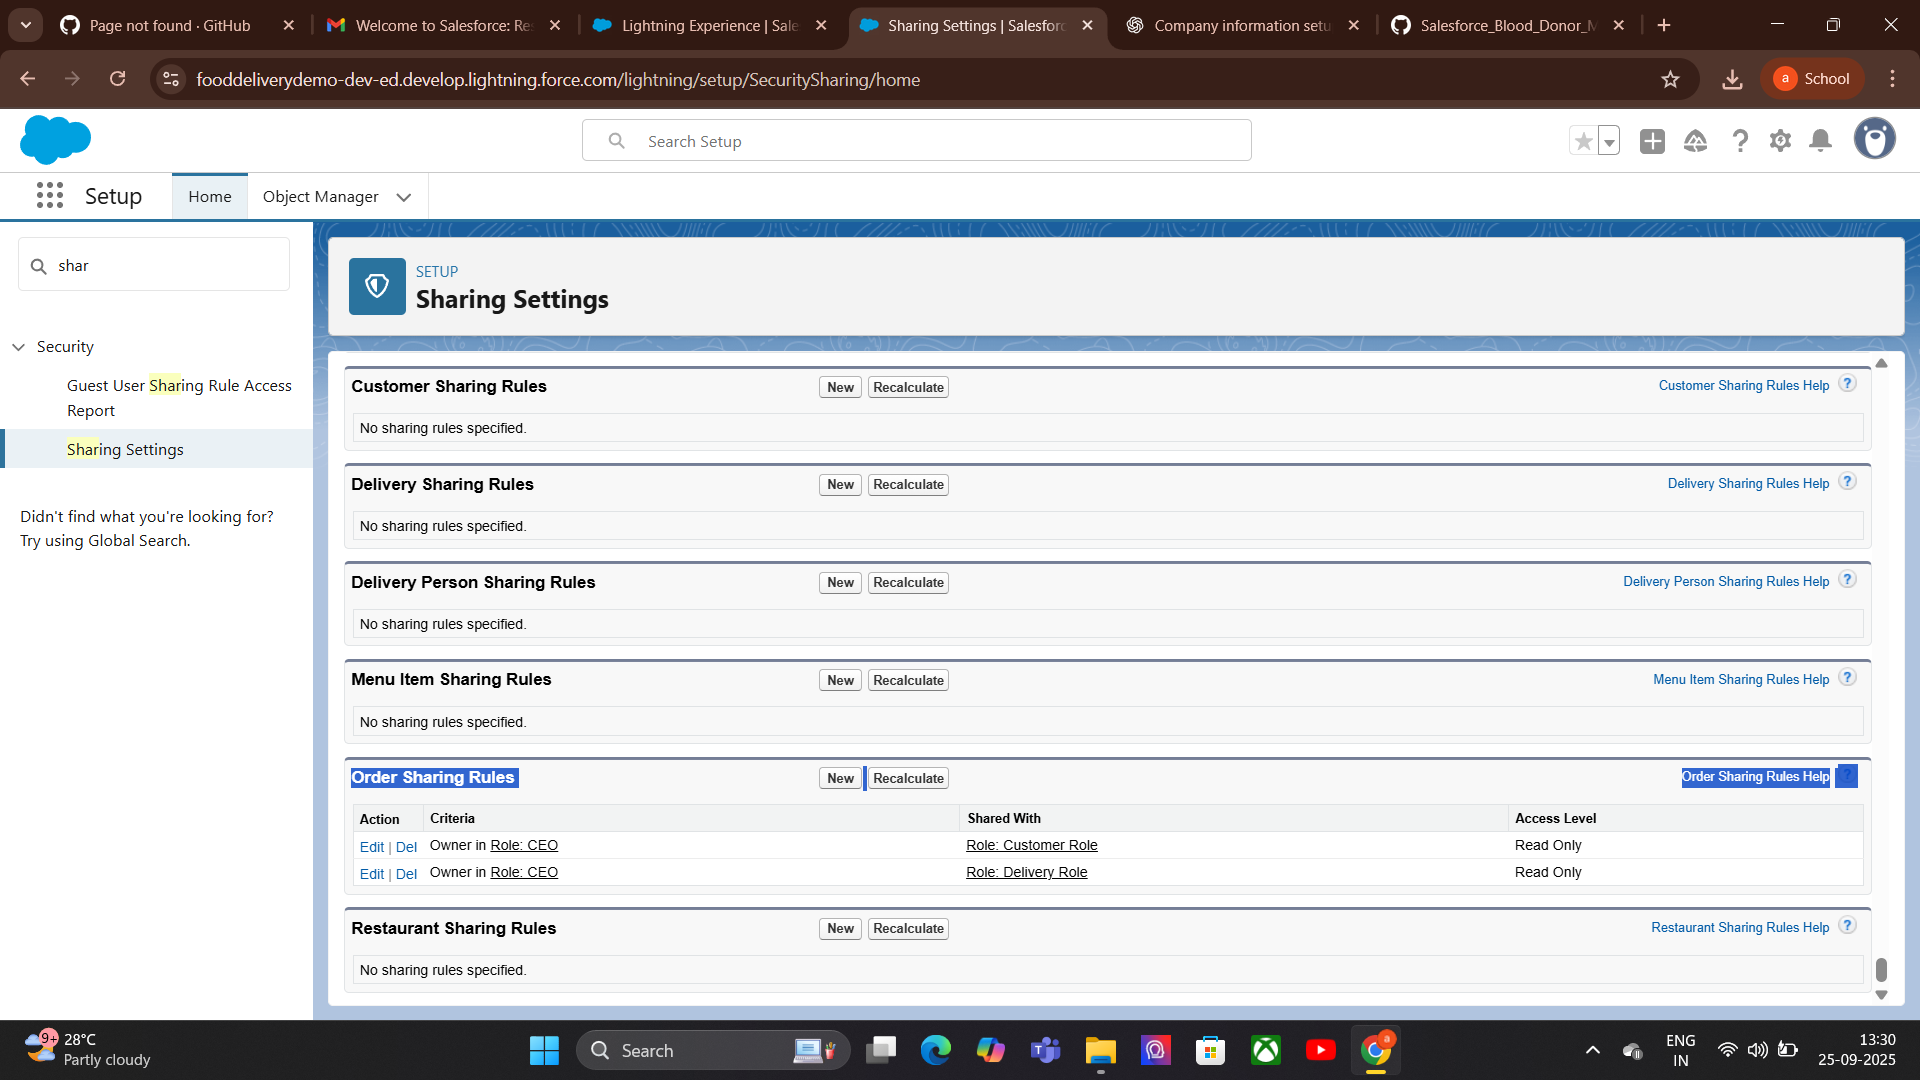 Page not found · GitHub
Welcome to Salesforce: Res
Lightning Experience | Sale
Sharing Settings | Salesforc
Company information setu
Salesforce_Blood_Donor_M
fooddeliverydemo-dev-ed.develop.lightning.force.com/lightning/setup/SecuritySharing/home
a School
Search Setup
Setup
Home
Object Manager
shar
Security
Guest User Sharing Rule Access
Report
Sharing Settings
Didn't find what you're looking for?
Try using Global Search.
SETUP
Sharing Settings
Customer Sharing Rules New Recalculate Customer Sharing Rules Help ?
No sharing rules specified.
Delivery Sharing Rules New Recalculate Delivery Sharing Rules Help ?
No sharing rules specified.
Delivery Person Sharing Rules New Recalculate Delivery Person Sharing Rules Help ?
No sharing rules specified.
Menu Item Sharing Rules New Recalculate Menu Item Sharing Rules Help ?
No sharing rules specified.
Order Sharing Rules New Recalculate Order Sharing Rules Help ?
Action Criteria Shared With Access Level
Edit | Del Owner in Role: CEO Role: Customer Role Read Only
Edit | Del Owner in Role: CEO Role: Delivery Role Read Only
Restaurant Sharing Rules New Recalculate Restaurant Sharing Rules Help ?
No sharing rules specified.
9+
28°C
Partly cloudy
Search
a
ENG
IN
13:30
25-09-2025